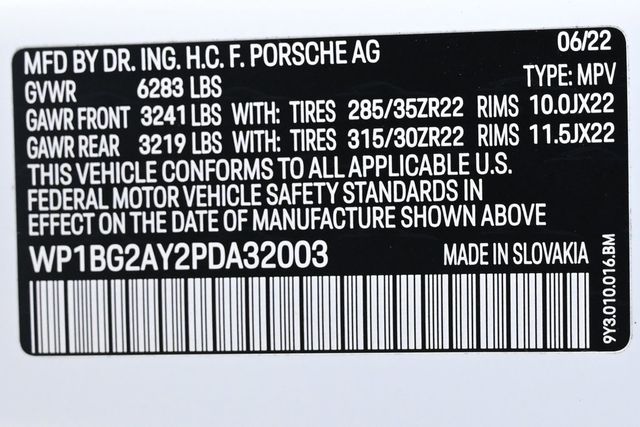 MFD BY DR. ING. H.C. F. PORSCHE AG 06/22
GVWR 6283 LBS TYPE: MPV
GAWR FRONT 3241 LBS WITH: TIRES 285/35ZR22 RIMS 10.0JX22
GAWR REAR 3219 LBS WITH: TIRES 315/30ZR22 RIMS 11.5JX22
THIS VEHICLE CONFORMS TO ALL APPLICABLE U.S.
FEDERAL MOTOR VEHICLE SAFETY STANDARDS IN
EFFECT ON THE DATE OF MANUFACTURE SHOWN ABOVE
WP1BG2AY2PDA32003 MADE IN SLOVAKIA
9Y3.010.016.BM